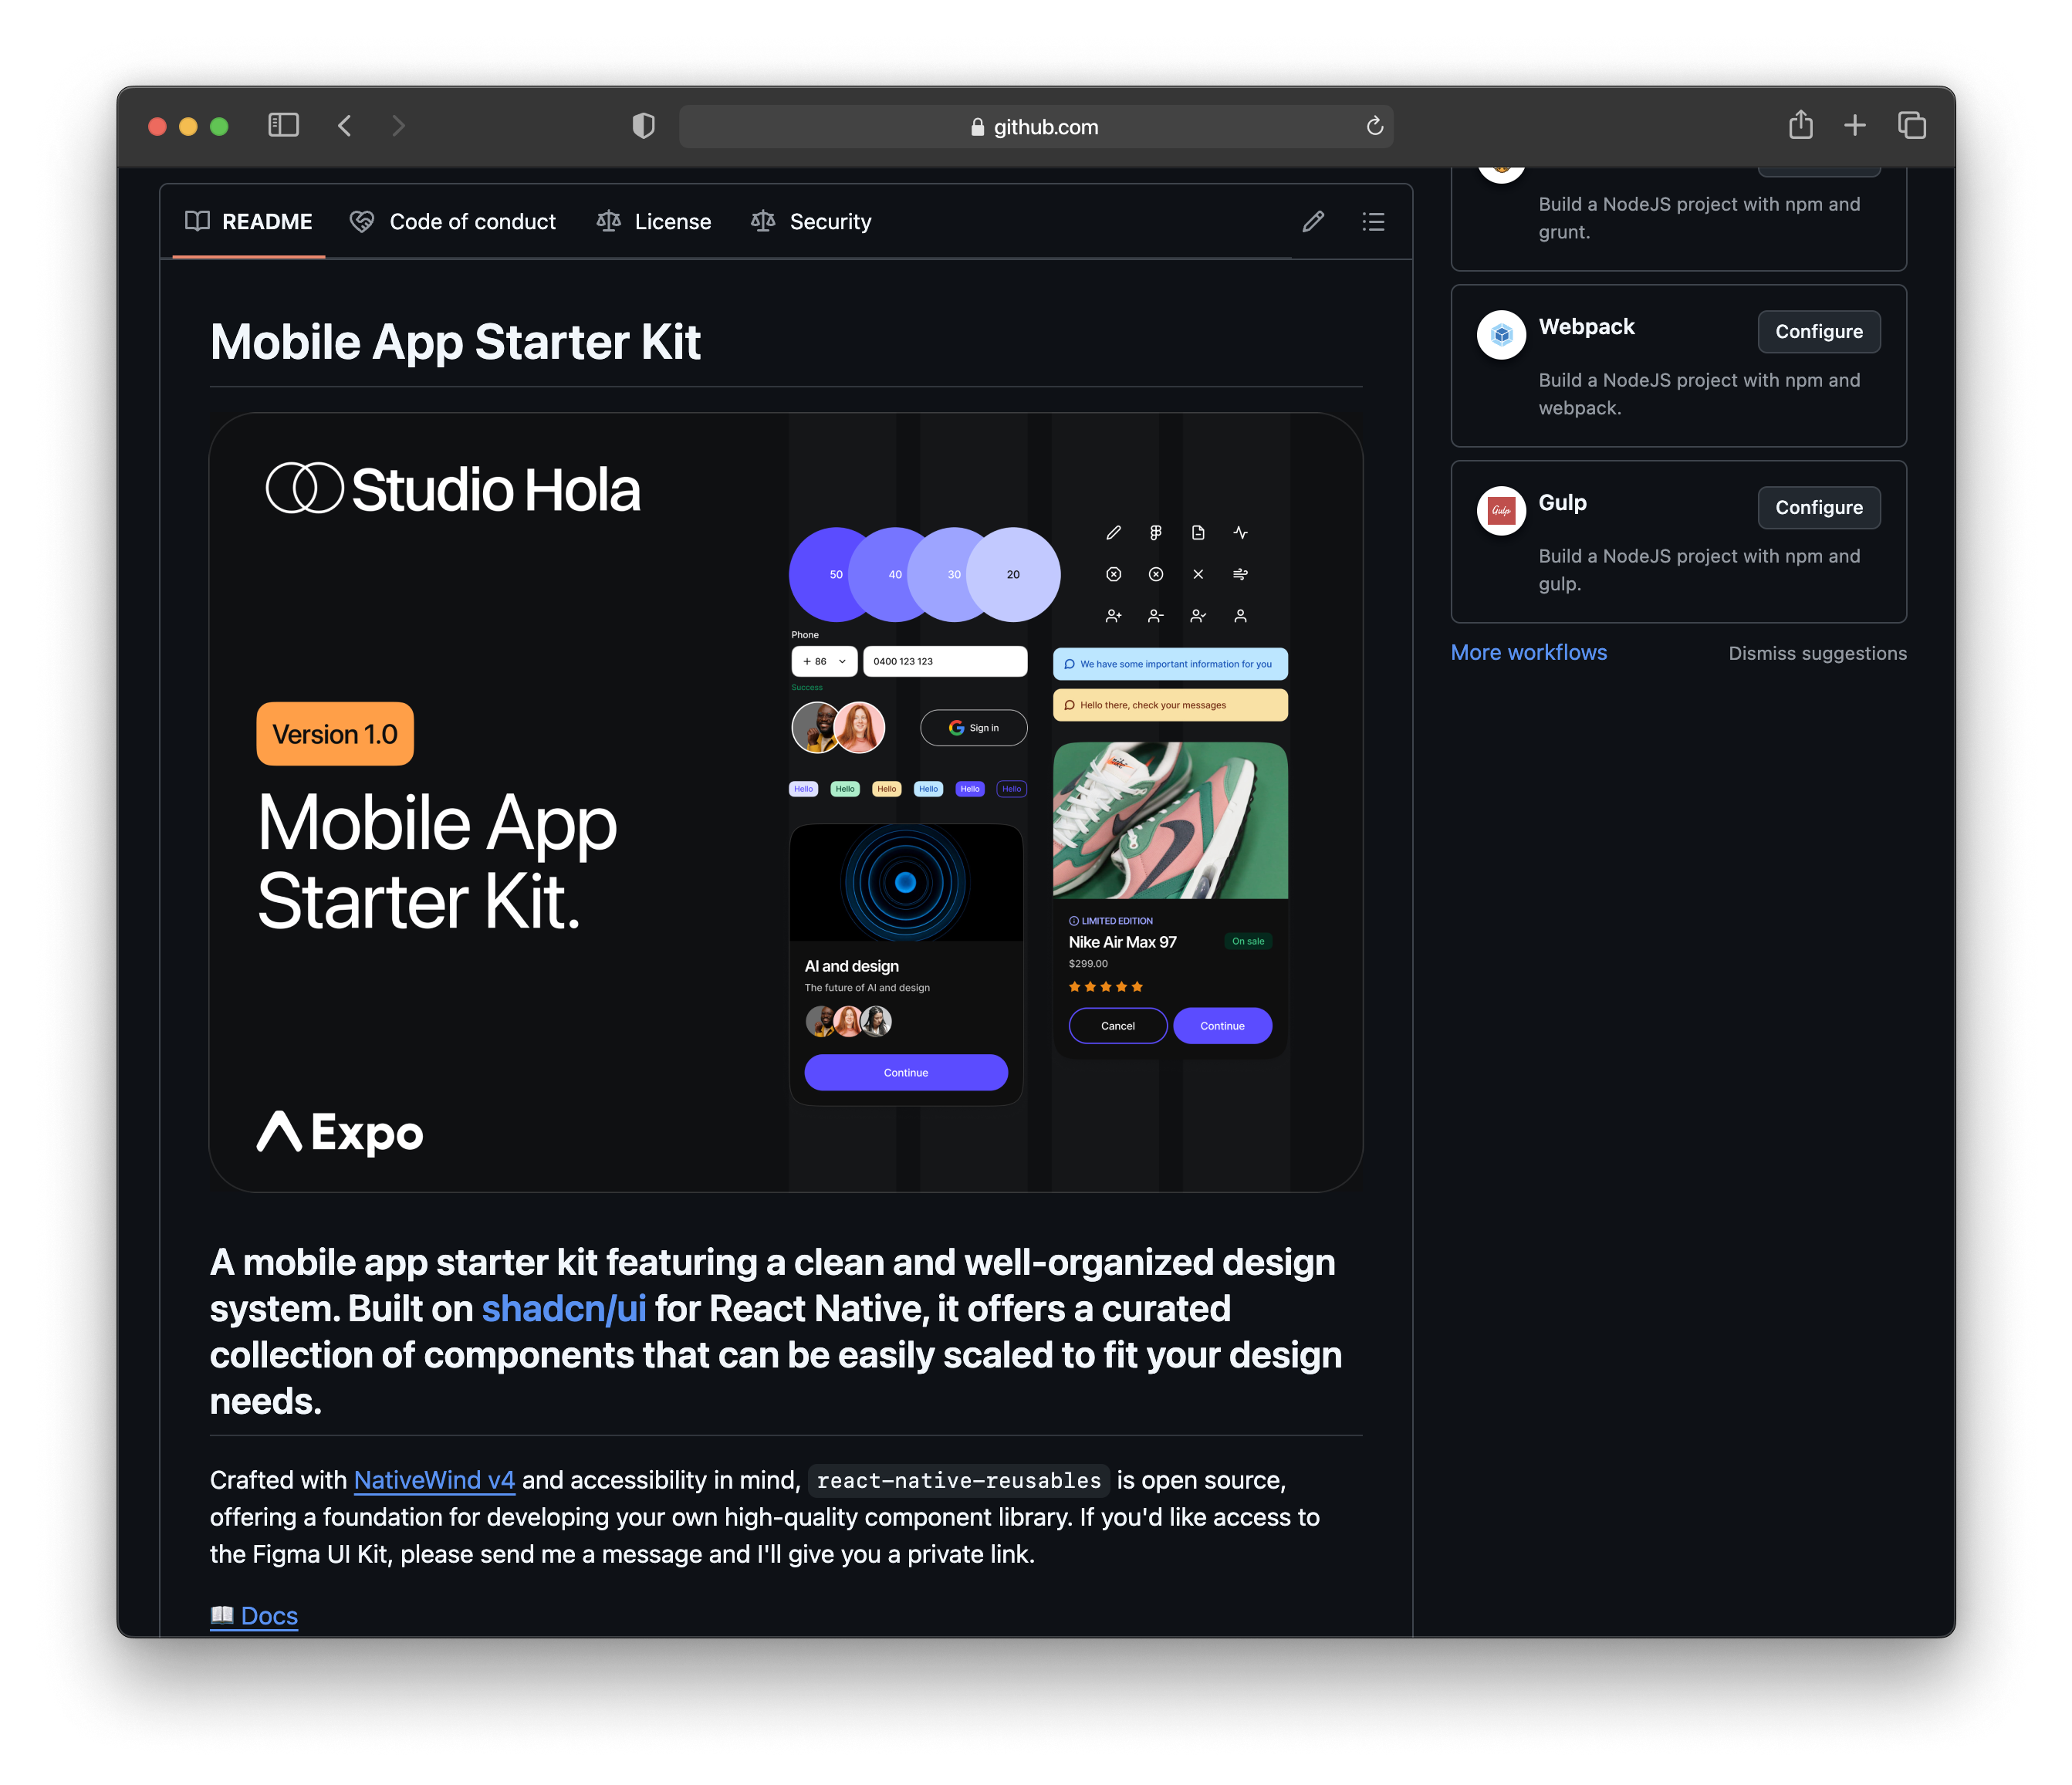 github.com
README
Code of conduct
License
Security
Mobile App Starter Kit
Studio Hola
Version 1.0
Mobile App
Starter Kit.
Expo
50
40
30
20
Phone
+ 86
0400 123 123
Success
Sign in
Hello
Hello
Hello
Hello
Hello
Hello
AI and design
The future of AI and design
Continue
We have some important information for you
Hello there, check your messages
LIMITED EDITION
Nike Air Max 97
On sale
$299.00
Cancel
Continue
A mobile app starter kit featuring a clean and well-organized design
system. Built on shadcn/ui for React Native, it offers a curated
collection of components that can be easily scaled to fit your design
needs.
Crafted with NativeWind v4 and accessibility in mind, react-native-reusables is open source,
offering a foundation for developing your own high-quality component library. If you'd like access to
the Figma UI Kit, please send me a message and I'll give you a private link.
Docs
Build a NodeJS project with npm and
grunt.
Webpack
Configure
Build a NodeJS project with npm and
webpack.
Gulp
Gulp
Configure
Build a NodeJS project with npm and
gulp.
More workflows
Dismiss suggestions